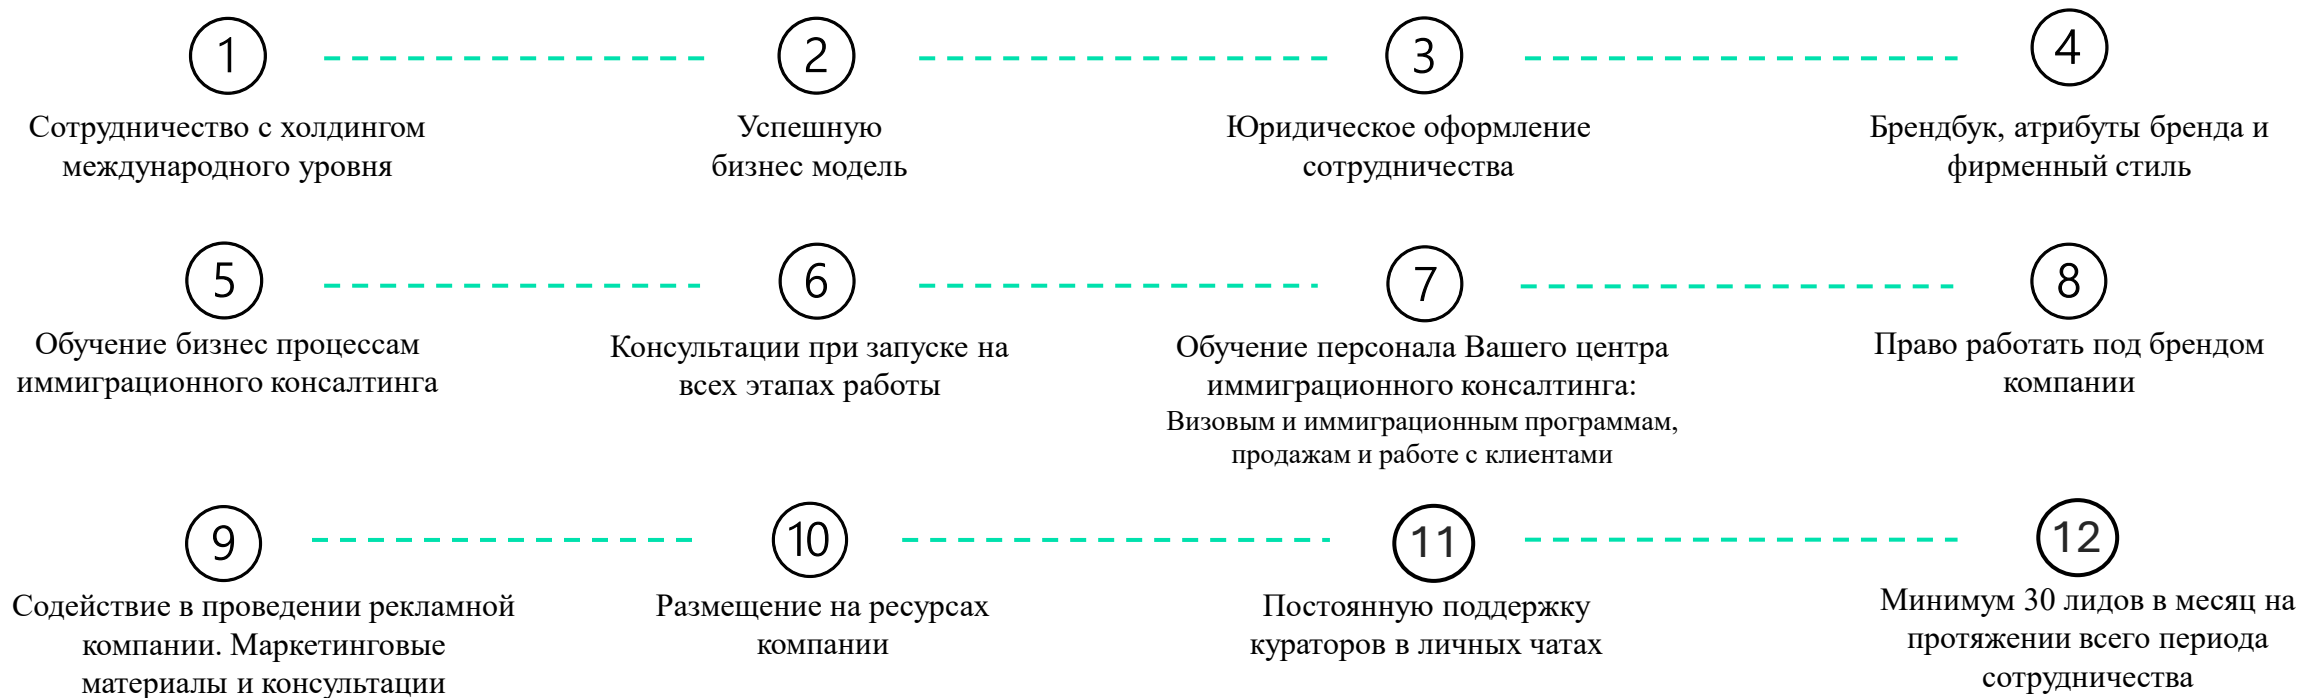 1
Сотрудничество с холдингом
международного уровня
2
Успешную
бизнес модель
3
Юридическое оформление
сотрудничества
4
Брендбук, атрибуты бренда и
фирменный стиль
5
Обучение бизнес процессам
иммиграционного консалтинга
6
Консультации при запуске на
всех этапах работы
7
Обучение персонала Вашего центра
иммиграционного консалтинга:
Визовым и иммиграционным программам,
продажам и работе с клиентами
8
Право работать под брендом
компании
9
Содействие в проведении рекламной
компании. Маркетинговые
материалы и консультации
10
Размещение на ресурсах
компании
11
Постоянную поддержку
кураторов в личных чатах
12
Минимум 30 лидов в месяц на
протяжении всего периода
сотрудничества